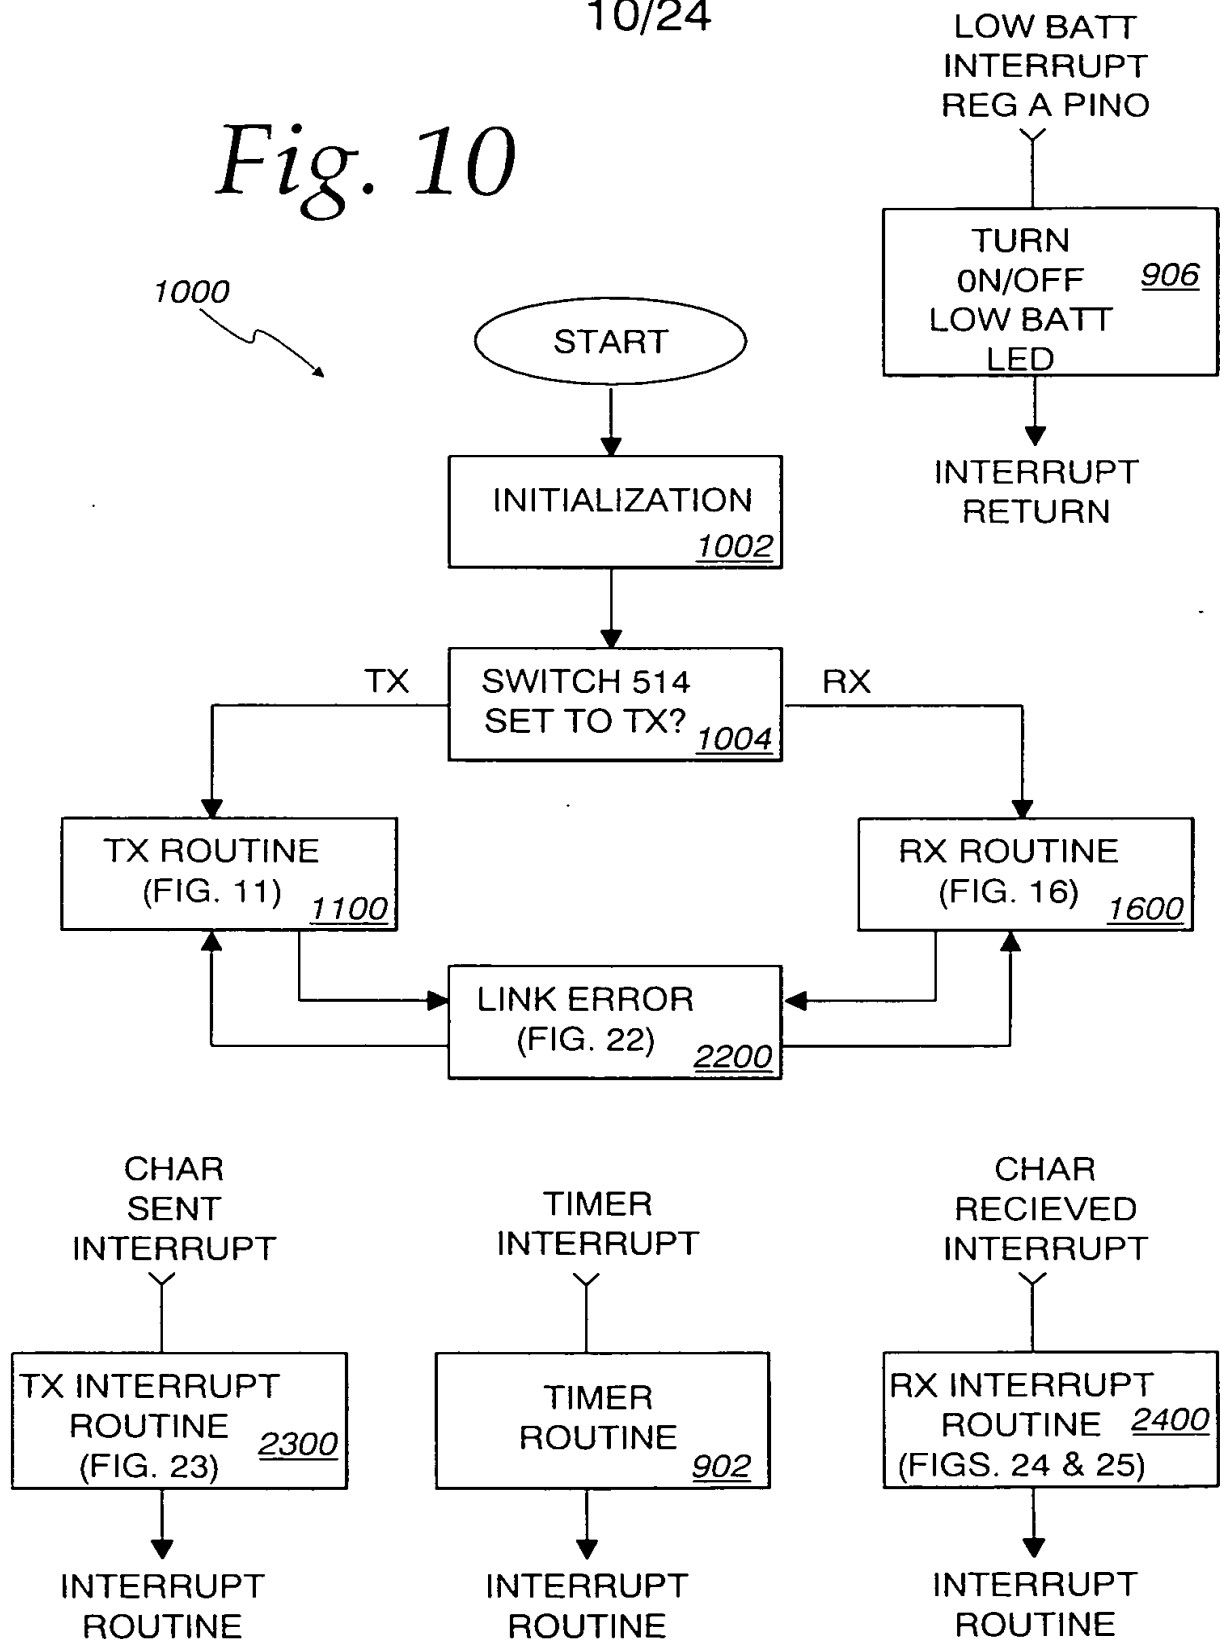 10/24
Fig. 10
LOW BATT
INTERRUPT
REG A PINO
TURN
0N/OFF
LOW BATT
LED
906
INTERRUPT
RETURN
1000
START
INITIALIZATION
1002
SWITCH 514
SET TO TX?
1004
TX
RX
TX ROUTINE
(FIG. 11)
1100
RX ROUTINE
(FIG. 16)
1600
LINK ERROR
(FIG. 22)
2200
CHAR
SENT
INTERRUPT
TX INTERRUPT
ROUTINE
(FIG. 23)
2300
INTERRUPT
ROUTINE
TIMER
INTERRUPT
TIMER
ROUTINE
902
INTERRUPT
ROUTINE
CHAR
RECIEVED
INTERRUPT
RX INTERRUPT
ROUTINE
(FIGS. 24 & 25)
2400
INTERRUPT
ROUTINE